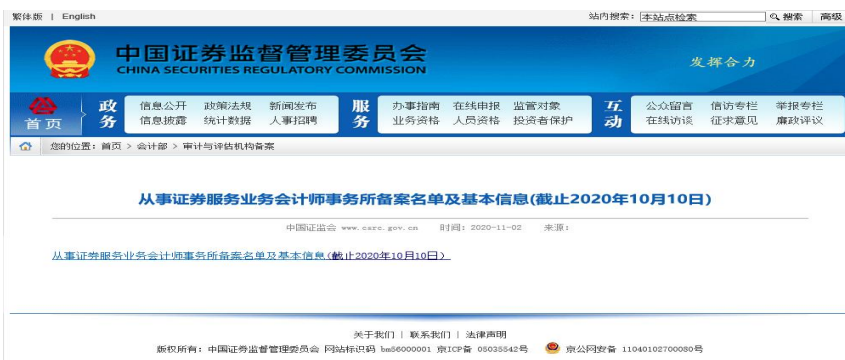 繁体版 | English 站内搜索: 本站点检索 搜索 高级
中国证券监督管理委员会
CHINA SECURITIES REGULATORY COMMISSION
发挥合力
首页 政务 信息公开 政策法规 新闻发布 服务 办事指南 在线申报 监管对象 互动 公众留言 信访专栏 举报专栏
信息披露 统计数据 人事招聘 业务资格 人员资格 投资者保护 在线访谈 征求意见 廉政评议
您的位置: 首页 > 会计部 > 审计与评估机构备案
从事证券服务业务会计师事务所备案名单及基本信息(截止2020年10月10日)
中国证监会 www.csrc.gov.cn 时间: 2020-11-02 来源:
从事证券服务业务会计师事务所备案名单及基本信息(截止2020年10月10日)
关于我们 | 联系我们 | 法律声明
版权所有: 中国证券监督管理委员会 网站标识码 bm56000001 京ICP备 05035542号 京公网安备 11040102700080号